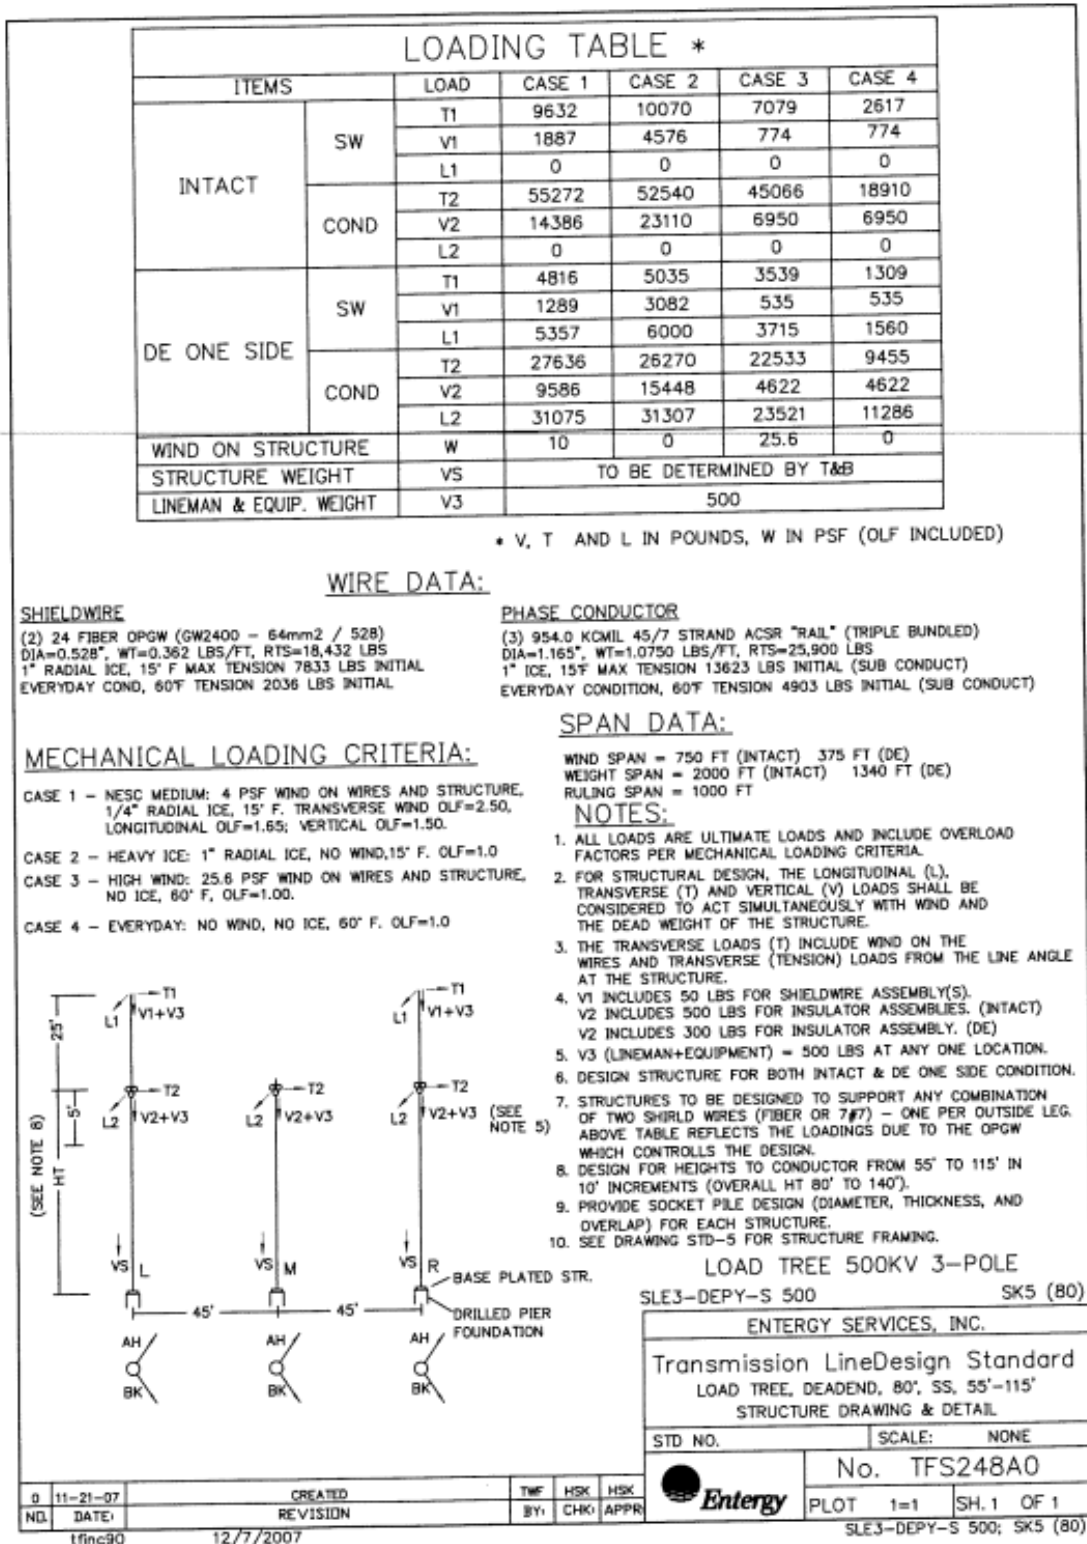 LOADING TABLE *
ITEMS LOAD CASE 1 CASE 2 CASE 3 CASE 4
INTACT SW T1 9632 10070 7079 2617
V1 1887 4576 774 774
L1 0 0 0 0
COND T2 55272 52540 45066 18910
V2 14386 23110 6950 6950
L2 0 0 0 0
DE ONE SIDE SW T1 4816 5035 3539 1309
V1 1289 3082 535 535
L1 5357 6000 3715 1560
COND T2 27636 26270 22533 9455
V2 9586 15448 4622 4622
L2 31075 31307 23521 11286
WIND ON STRUCTURE W 10 0 25.6 0
STRUCTURE WEIGHT VS TO BE DETERMINED BY T&B
LINEMAN & EQUIP. WEIGHT V3 500
* V, T AND L IN POUNDS, W IN PSF (OLF INCLUDED)
WIRE DATA:
SHIELDWIRE
(2) 24 FIBER OPGW (GW2400 - 64mm2 / 528)
DIA=0.528", WT=0.362 LBS/FT, RTS=18,432 LBS
1" RADIAL ICE, 15° F MAX TENSION 7833 LBS INITIAL
EVERYDAY COND, 60°F TENSION 2036 LBS INITIAL
PHASE CONDUCTOR
(3) 954.0 KCMIL 45/7 STRAND ACSR "RAIL" (TRIPLE BUNDLED)
DIA=1.165", WT=1.0750 LBS/FT, RTS=25,900 LBS
1" ICE, 15°F MAX TENSION 13623 LBS INITIAL (SUB CONDUCT)
EVERYDAY CONDITION, 60°F TENSION 4903 LBS INITIAL (SUB CONDUCT)
SPAN DATA:
WIND SPAN = 750 FT (INTACT) 375 FT (DE)
WEIGHT SPAN = 2000 FT (INTACT) 1340 FT (DE)
RULING SPAN = 1000 FT
MECHANICAL LOADING CRITERIA:
CASE 1 - NESC MEDIUM: 4 PSF WIND ON WIRES AND STRUCTURE,
1/4" RADIAL ICE, 15° F. TRANSVERSE WIND OLF=2.50,
LONGITUDINAL OLF=1.65; VERTICAL OLF=1.50.
CASE 2 - HEAVY ICE: 1" RADIAL ICE, NO WIND,15° F. OLF=1.0
CASE 3 - HIGH WIND: 25.6 PSF WIND ON WIRES AND STRUCTURE,
NO ICE, 60° F, OLF=1.00.
CASE 4 - EVERYDAY: NO WIND, NO ICE, 60° F. OLF=1.0
NOTES:
1. ALL LOADS ARE ULTIMATE LOADS AND INCLUDE OVERLOAD
FACTORS PER MECHANICAL LOADING CRITERIA.
2. FOR STRUCTURAL DESIGN, THE LONGITUDINAL (L),
TRANSVERSE (T) AND VERTICAL (V) LOADS SHALL BE
CONSIDERED TO ACT SIMULTANEOUSLY WITH WIND AND
THE DEAD WEIGHT OF THE STRUCTURE.
3. THE TRANSVERSE LOADS (T) INCLUDE WIND ON THE
WIRES AND TRANSVERSE (TENSION) LOADS FROM THE LINE ANGLE
AT THE STRUCTURE.
4. V1 INCLUDES 50 LBS FOR SHIELDWIRE ASSEMBLY(S).
V2 INCLUDES 500 LBS FOR INSULATOR ASSEMBLIES. (INTACT)
V2 INCLUDES 300 LBS FOR INSULATOR ASSEMBLY. (DE)
5. V3 (LINEMAN+EQUIPMENT) = 500 LBS AT ANY ONE LOCATION.
6. DESIGN STRUCTURE FOR BOTH INTACT & DE ONE SIDE CONDITION.
7. STRUCTURES TO BE DESIGNED TO SUPPORT ANY COMBINATION
OF TWO SHIRLD WIRES (FIBER OR 7#7) - ONE PER OUTSIDE LEG.
ABOVE TABLE REFLECTS THE LOADINGS DUE TO THE OPGW
WHICH CONTROLLS THE DESIGN.
8. DESIGN FOR HEIGHTS TO CONDUCTOR FROM 55' TO 115' IN
10' INCREMENTS (OVERALL HT 80' TO 140').
9. PROVIDE SOCKET PILE DESIGN (DIAMETER, THICKNESS, AND
OVERLAP) FOR EACH STRUCTURE.
10. SEE DRAWING STD-5 FOR STRUCTURE FRAMING.
T1 T1
L1 V1+V3 L1 V1+V3
25'
T2 T2 T2
5'
L2 V2+V3 L2 V2+V3 L2 V2+V3 (SEE
NOTE 5)
(SEE NOTE 8)
HT
VS L VS M VS R
BASE PLATED STR.
45' 45'
DRILLED PIER
FOUNDATION
AH AH AH
BK BK BK
LOAD TREE 500KV 3-POLE
SLE3-DEPY-S 500 SK5 (80)
ENTERGY SERVICES, INC.
Transmission LineDesign Standard
LOAD TREE, DEADEND, 80°, SS, 55'-115'
STRUCTURE DRAWING & DETAIL
STD NO. SCALE: NONE
Entergy
No. TFS248A0
PLOT 1=1 SH. 1 OF 1
0 11-21-07 CREATED TWF HSK HSK
NO. DATE: REVISION BY: CHK: APPR:
SLE3-DEPY-S 500; SK5 (80)
tfinc90 12/7/2007